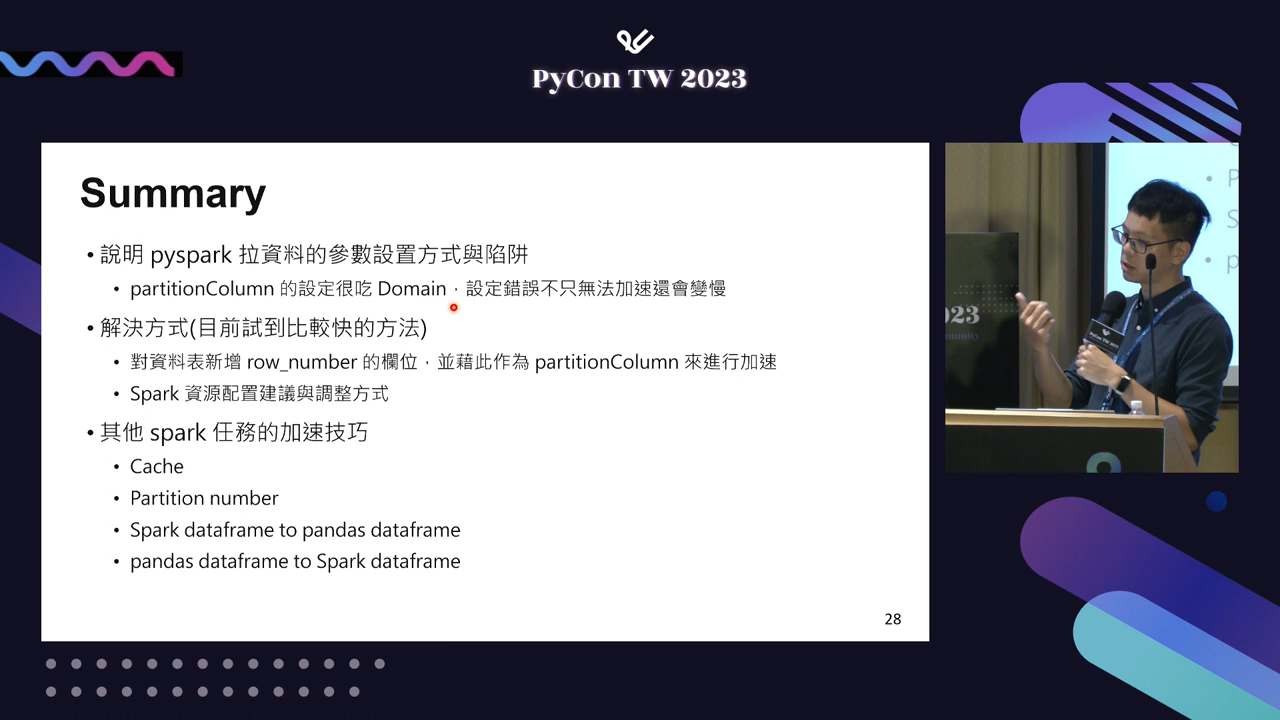 PyCon TW 2023
Summary
• 說明 pyspark 拉資料的參數設置方式與陷阱
• partitionColumn 的設定很吃 Domain，設定錯誤不只無法加速還會變慢
• 解決方式(目前試到比較快的方法)
• 對資料表新增 row_number 的欄位，並藉此作為 partitionColumn 來進行加速
• Spark 資源配置建議與調整方式
• 其他 spark 任務的加速技巧
• Cache
• Partition number
• Spark dataframe to pandas dataframe
• pandas dataframe to Spark dataframe
28